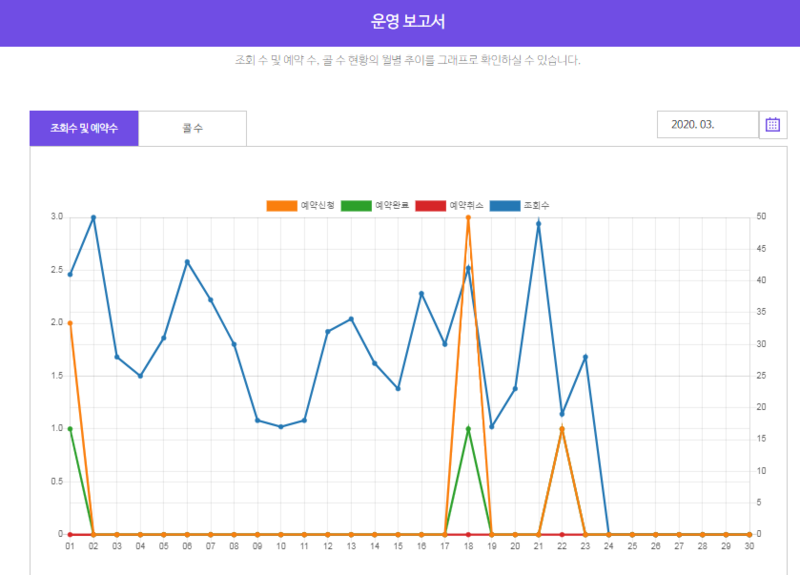 운영 보고서
조회 수 및 예약 수, 콜 수 현황의 월별 추이를 그래프로 확인하실 수 있습니다.
조회수 및 예약수
콜 수
2020. 03.
예약신청 예약완료 예약취소 조회수
3.0 50
45
2.5 40
35
2.0 30
1.5 25
20
1.0 15
0.5 10
5
0 0
01 02 03 04 05 06 07 08 09 10 11 12 13 14 15 16 17 18 19 20 21 22 23 24 25 26 27 28 29 30